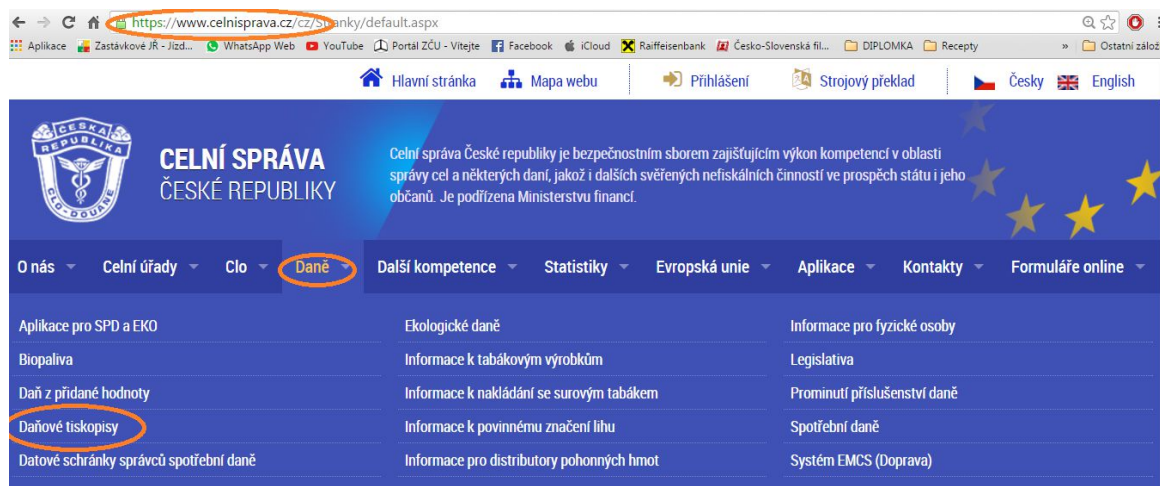 https://www.celnisprava.cz/cz/Stranky/default.aspx
Aplikace Zastávkové JŘ - Jízd... WhatsApp Web YouTube Portál ZČU - Vítejte Facebook iCloud Raiffeisenbank Česko-Slovenská fil... DIPLOMKA Recepty » Ostatní zálož
Hlavní stránka Mapa webu Přihlášení Strojový překlad Česky English
ČESKÁ
REPUBLIKA
CLO-DOUANE
CELNÍ SPRÁVA
ČESKÉ REPUBLIKY
Celní správa České republiky je bezpečnostním sborem zajišťujícím výkon kompetencí v oblasti
správy cel a některých daní, jakož i dalších svěřených nefiskálních činností ve prospěch státu i jeho
občanů. Je podřízena Ministerstvu financí.
O nás Celní úřady Clo Daně Další kompetence Statistiky Evropská unie Aplikace Kontakty Formuláře online
Aplikace pro SPD a EKO Ekologické daně Informace pro fyzické osoby
Biopaliva Informace k tabákovým výrobkům Legislativa
Daň z přidané hodnoty Informace k nakládání se surovým tabákem Prominutí příslušenství daně
Daňové tiskopisy Informace k povinnému značení lihu Spotřební daně
Datové schránky správců spotřební daně Informace pro distributory pohonných hmot Systém EMCS (Doprava)